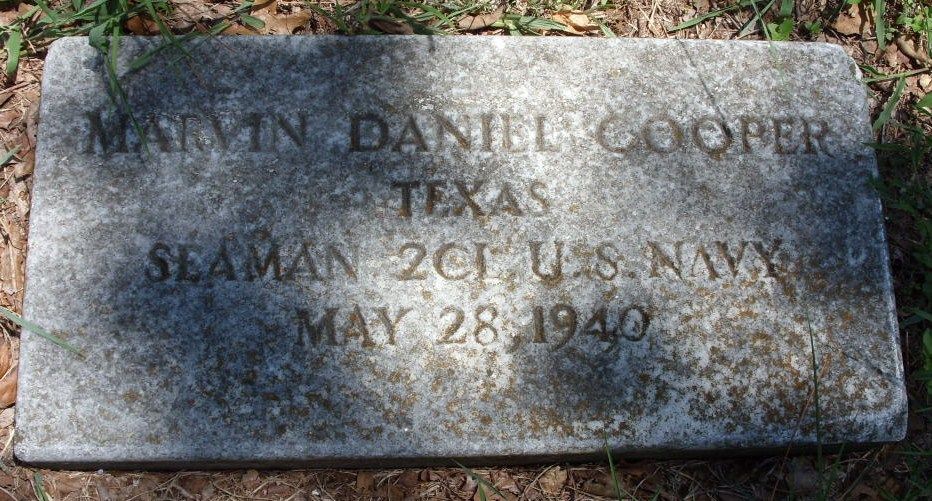 MARVIN DANIEL COOPER
TEXAS
SEAMAN 2CL U.S. NAVY
MAY 28, 1940